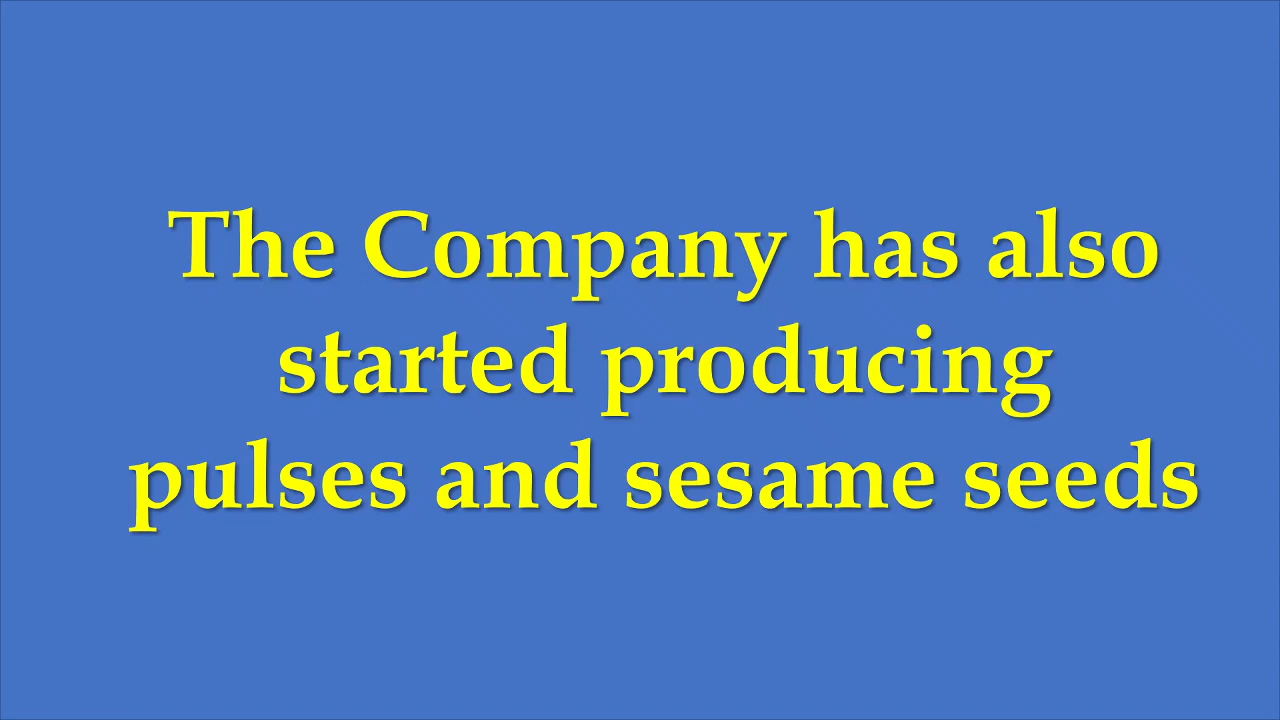 The Company has also
started producing
pulses and sesame seeds